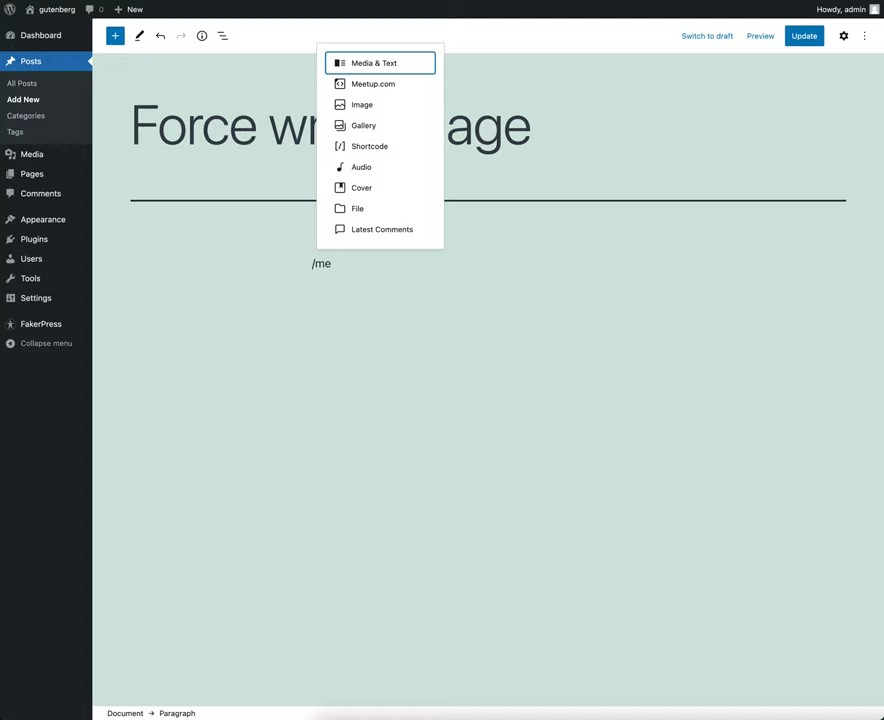 gutenberg 0 New Howdy, admin
Dashboard
Posts
All Posts
Add New
Categories
Tags
Media
Pages
Comments
Appearance
Plugins
Users
Tools
Settings
FakerPress
Collapse menu
Switch to draft Preview Update
Media & Text
Meetup.com
Image
Gallery
Shortcode
Audio
Cover
File
Latest Comments
Force age
/me
Document → Paragraph